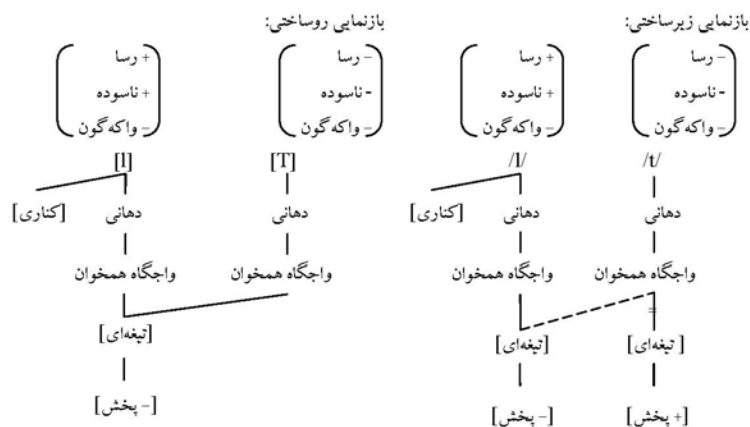 بازنمایی زیرساختی: بازنمایی روساختی:
– رسا + رسا – رسا + رسا
- ناسوده + ناسوده - ناسوده + ناسوده
– واکه‌گون – واکه‌گون – واکه‌گون – واکه‌گون
/t/ /l/ [T] [l]
دهانی دهانی [کناری] دهانی دهانی [کناری]
واجگاه همخوان واجگاه همخوان واجگاه همخوان واجگاه همخوان
=
[تیغه‌ای] [تیغه‌ای] [تیغه‌ای]
[+ پخش] [– پخش] [– پخش]